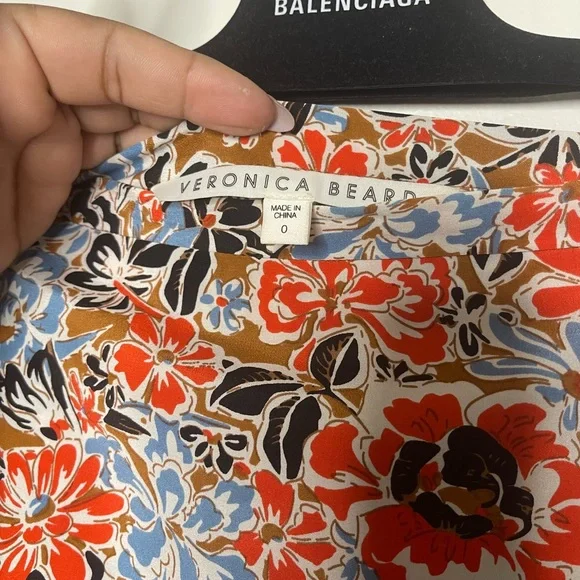 BALENCIAGA
VERONICA BEARD
MADE IN
CHINA
0